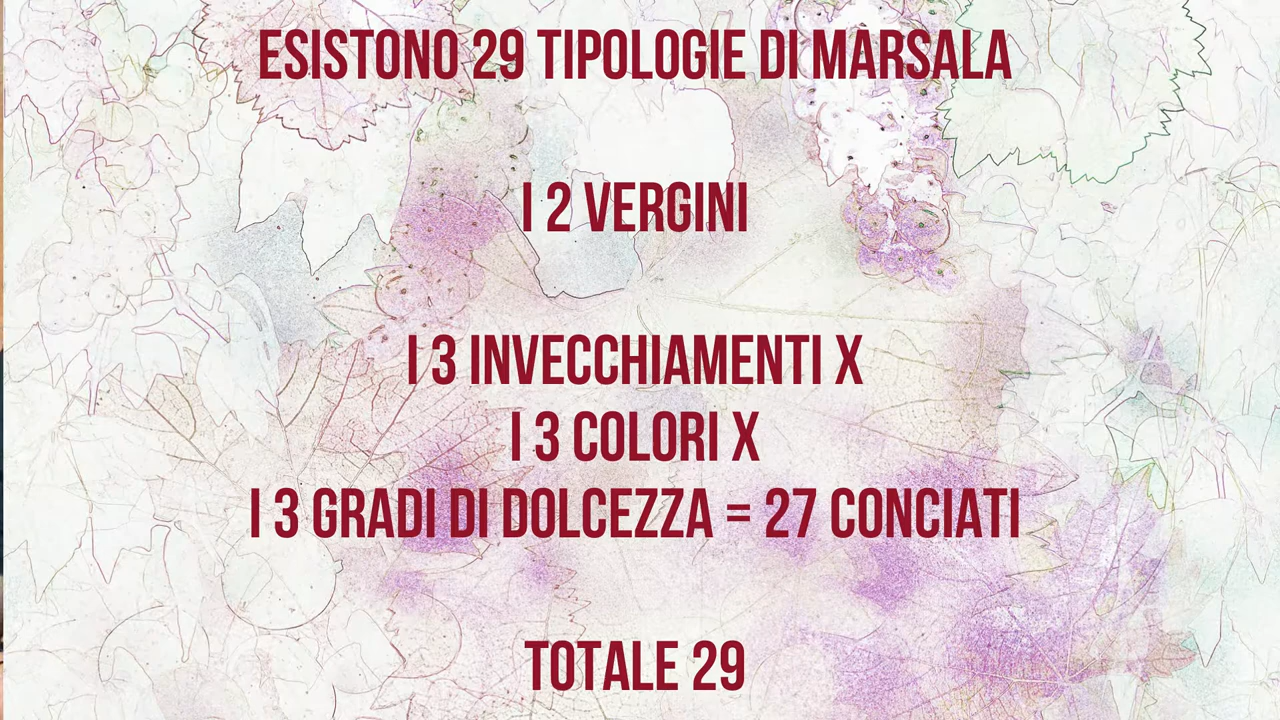 ESISTONO 29 TIPOLOGIE DI MARSALA
I 2 VERGINI
I 3 INVECCHIAMENTI X
I 3 COLORI X
I 3 GRADI DI DOLCEZZA = 27 CONCIATI
TOTALE 29